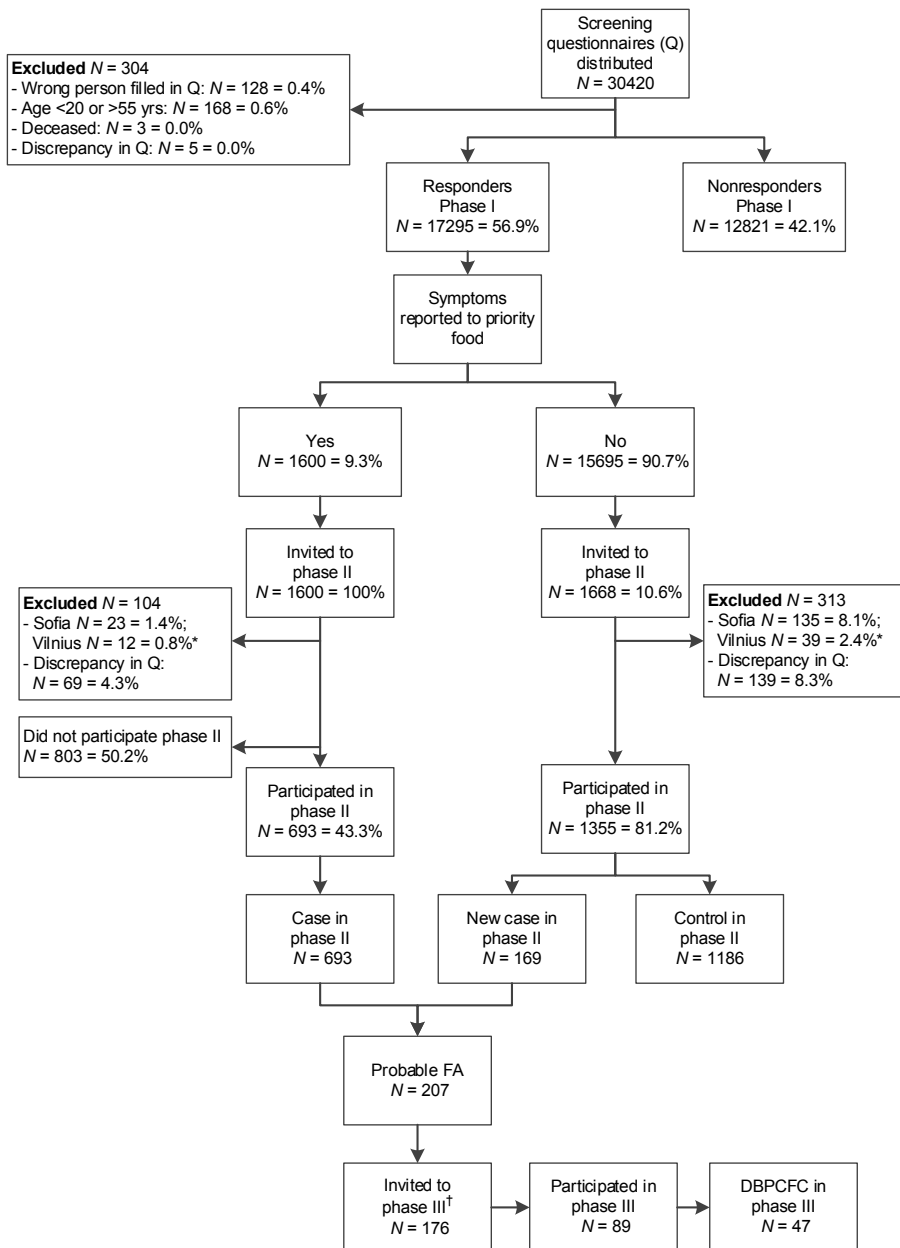 Screening
questionnaires (Q)
distributed
N = 30420
Excluded N = 304
- Wrong person filled in Q: N = 128 = 0.4%
- Age <20 or >55 yrs: N = 168 = 0.6%
- Deceased: N = 3 = 0.0%
- Discrepancy in Q: N = 5 = 0.0%
Responders
Phase I
N = 17295 = 56.9%
Nonresponders
Phase I
N = 12821 = 42.1%
Symptoms
reported to priority
food
Yes
N = 1600 = 9.3%
No
N = 15695 = 90.7%
Invited to
phase II
N = 1600 = 100%
Invited to
phase II
N = 1668 = 10.6%
Excluded N = 104
- Sofia N = 23 = 1.4%;
Vilnius N = 12 = 0.8%*
- Discrepancy in Q:
N = 69 = 4.3%
Excluded N = 313
- Sofia N = 135 = 8.1%;
Vilnius N = 39 = 2.4%*
- Discrepancy in Q:
N = 139 = 8.3%
Did not participate phase II
N = 803 = 50.2%
Participated in
phase II
N = 693 = 43.3%
Participated in
phase II
N = 1355 = 81.2%
Case in
phase II
N = 693
New case in
phase II
N = 169
Control in
phase II
N = 1186
Probable FA
N = 207
Invited to
phase III†
N = 176
Participated in
phase III
N = 89
DBPCFC in
phase III
N = 47